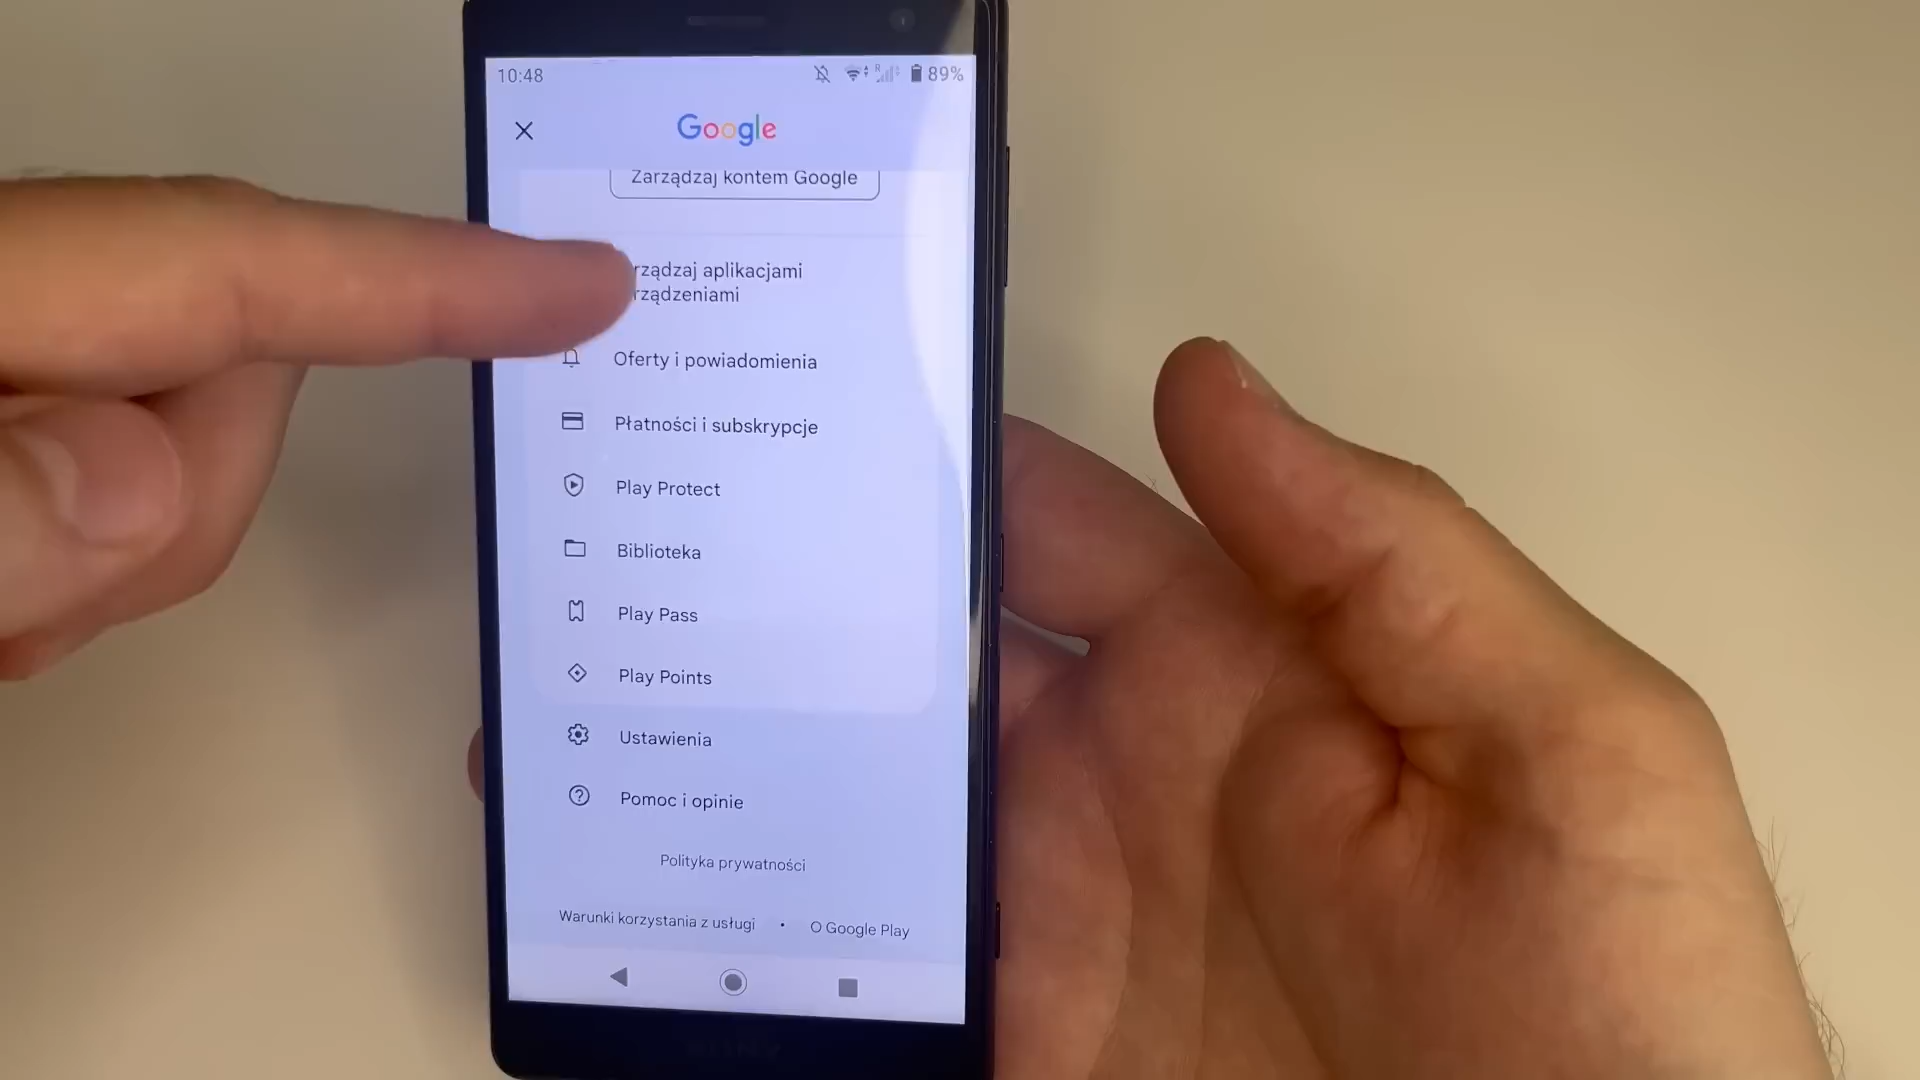 10:48
R
89%
Google
Zarządzaj kontem Google
rządzaj aplikacjami
rządzeniami
Oferty i powiadomienia
Płatności i subskrypcje
Play Protect
Biblioteka
Play Pass
Play Points
Ustawienia
Pomoc i opinie
Polityka prywatności
Warunki korzystania z usługi • O Google Play